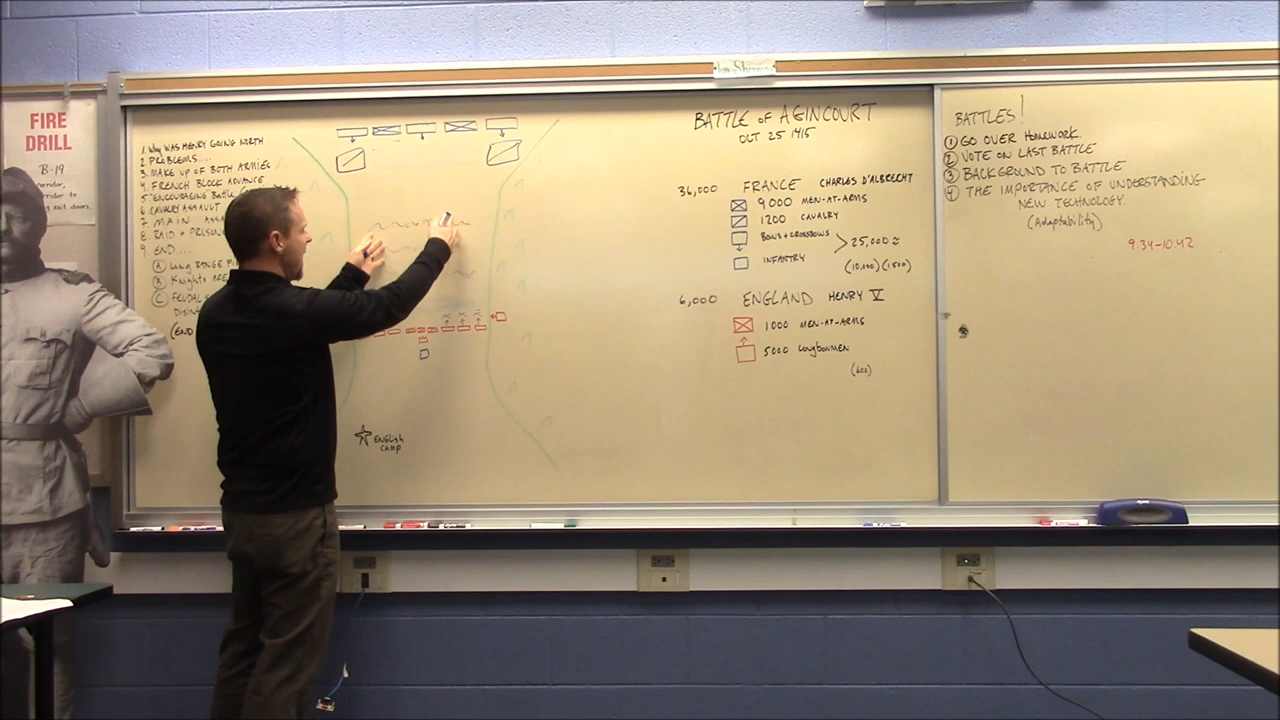 FIRE
DRILL
B-19
1. Why WAS HENRY GOING NORTH
2. PROBLEMS....
3. MAKE UP OF BOTH ARMIES
4. FRENCH BLOCK ADVANCE
5. "ENCOURAGING"
6. CAVALRY ASSAULT
7. MAIN
8. RAID +
9. END....
A LONG RANGE
B KNIGHTS ARE
C FEUDAL
(END
ENGLISH
CAMP
BATTLE OF AGINCOURT
OCT 25 1415
36,000 FRANCE CHARLES D'ALBRECHT
9,000 MEN-AT-ARMS
1200 CAVALRY
BOWS + CROSSBOWS
> 25,000 ≈
INFANTRY
(10,000) (1500)
6,000 ENGLAND HENRY V
1000 MEN-AT-ARMS
5000 LONGBOWMEN
(600)
BATTLES!
1 GO OVER HOMEWORK.
2 VOTE ON LAST BATTLE
3 BACKGROUND TO BATTLE
4 THE IMPORTANCE OF UNDERSTANDING
NEW TECHNOLOGY.
(Adaptability)
9:34-10:42